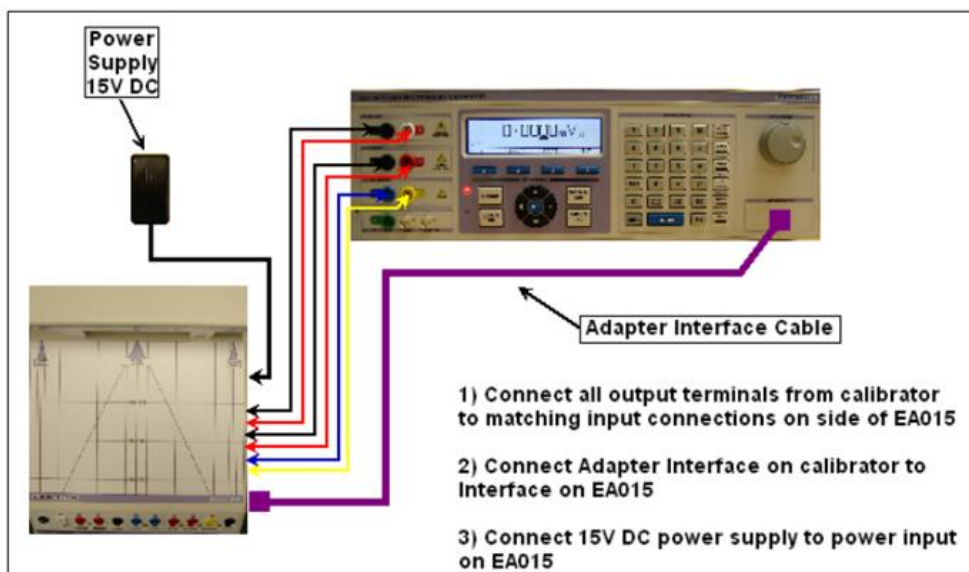 Power
Supply
15V DC
Adapter Interface Cable
1) Connect all output terminals from calibrator
to matching input connections on side of EA015
2) Connect Adapter Interface on calibrator to
Interface on EA015
3) Connect 15V DC power supply to power input
on EA015